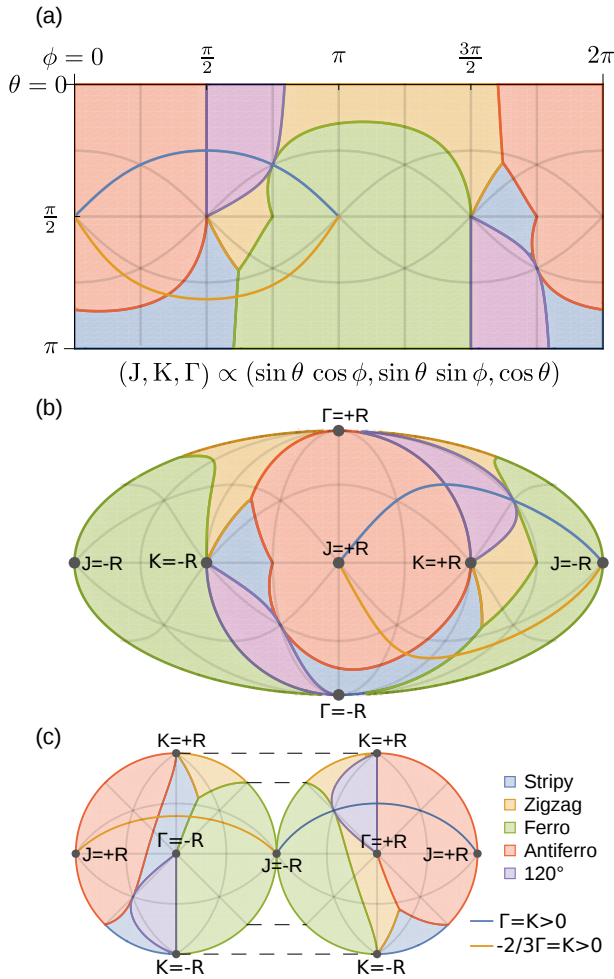 (a)
ϕ = 0 π/2 π 3π/2 2π
θ = 0
π/2
π
(J, K, Γ) ∝ (sin θ cos ϕ, sin θ sin ϕ, cos θ)
(b)
Γ=+R
J=-R K=-R J=+R K=+R J=-R
Γ=-R
(c)
K=+R K=+R
J=+R Γ=-R J=-R Γ=+R J=+R
K=-R K=-R
Stripy
Zigzag
Ferro
Antiferro
120°
Γ=K>0
-2/3Γ=K>0